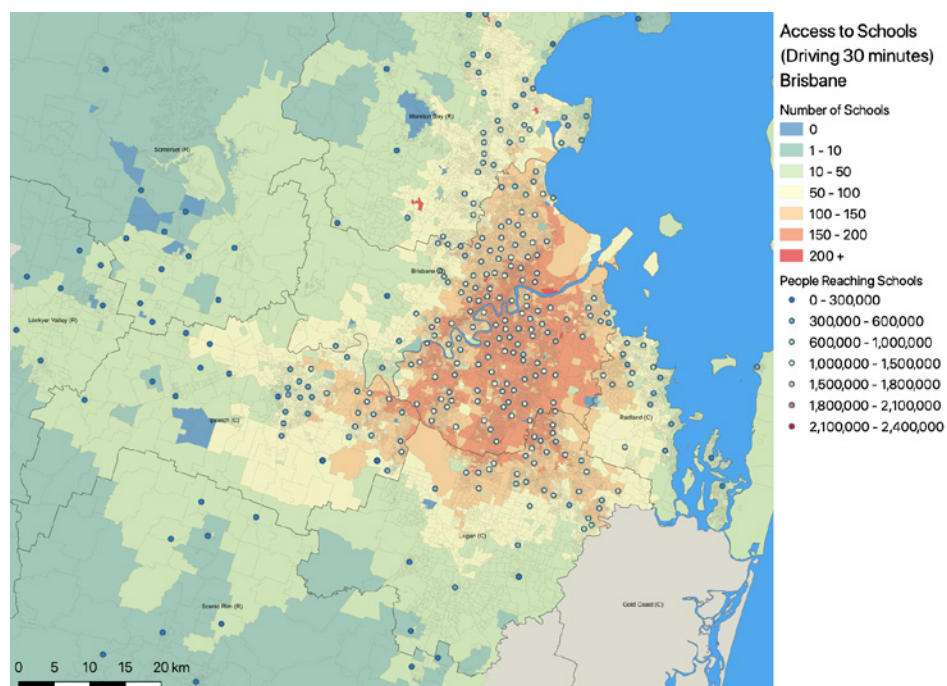 Access to Schools
(Driving 30 minutes)
Brisbane
Number of Schools
0
1 - 10
10 - 50
50 - 100
100 - 150
150 - 200
200 +
People Reaching Schools
0 - 300,000
300,000 - 600,000
600,000 - 1,000,000
1,000,000 - 1,500,000
1,500,000 - 1,800,000
1,800,000 - 2,100,000
2,100,000 - 2,400,000
Moreton Bay (R)
Somerset (R)
Brisbane (C)
Lockyer Valley (R)
Ipswich (C)
Redland (C)
Logan (C)
Scenic Rim (R)
Gold Coast (C)
0 5 10 15 20 km